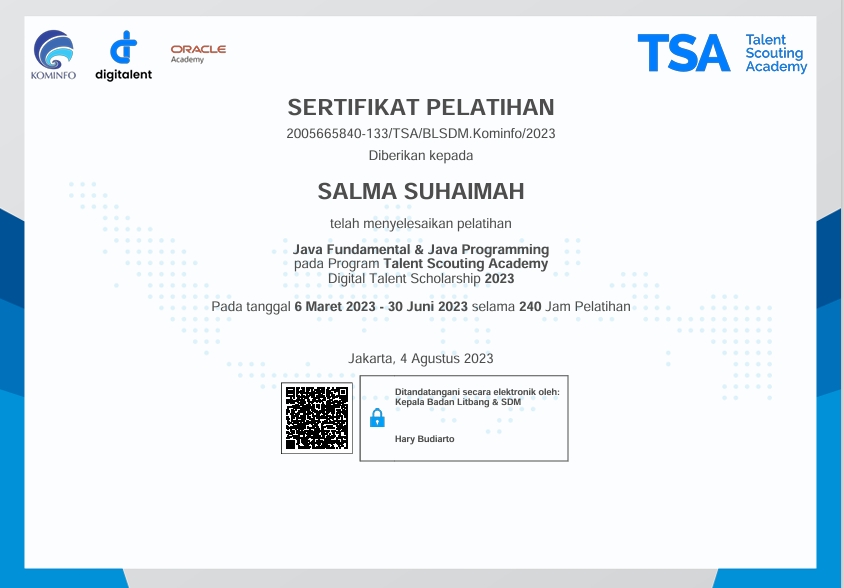 KOMINFO
digitalent
ORACLE
Academy
TSA
Talent
Scouting
Academy
SERTIFIKAT PELATIHAN
2005665840-133/TSA/BLSDM.Kominfo/2023
Diberikan kepada
SALMA SUHAIMAH
telah menyelesaikan pelatihan
Java Fundamental & Java Programming
pada Program Talent Scouting Academy
Digital Talent Scholarship 2023
Pada tanggal 6 Maret 2023 - 30 Juni 2023 selama 240 Jam Pelatihan
Jakarta, 4 Agustus 2023
Ditandatangani secara elektronik oleh:
Kepala Badan Litbang & SDM
Hary Budiarto